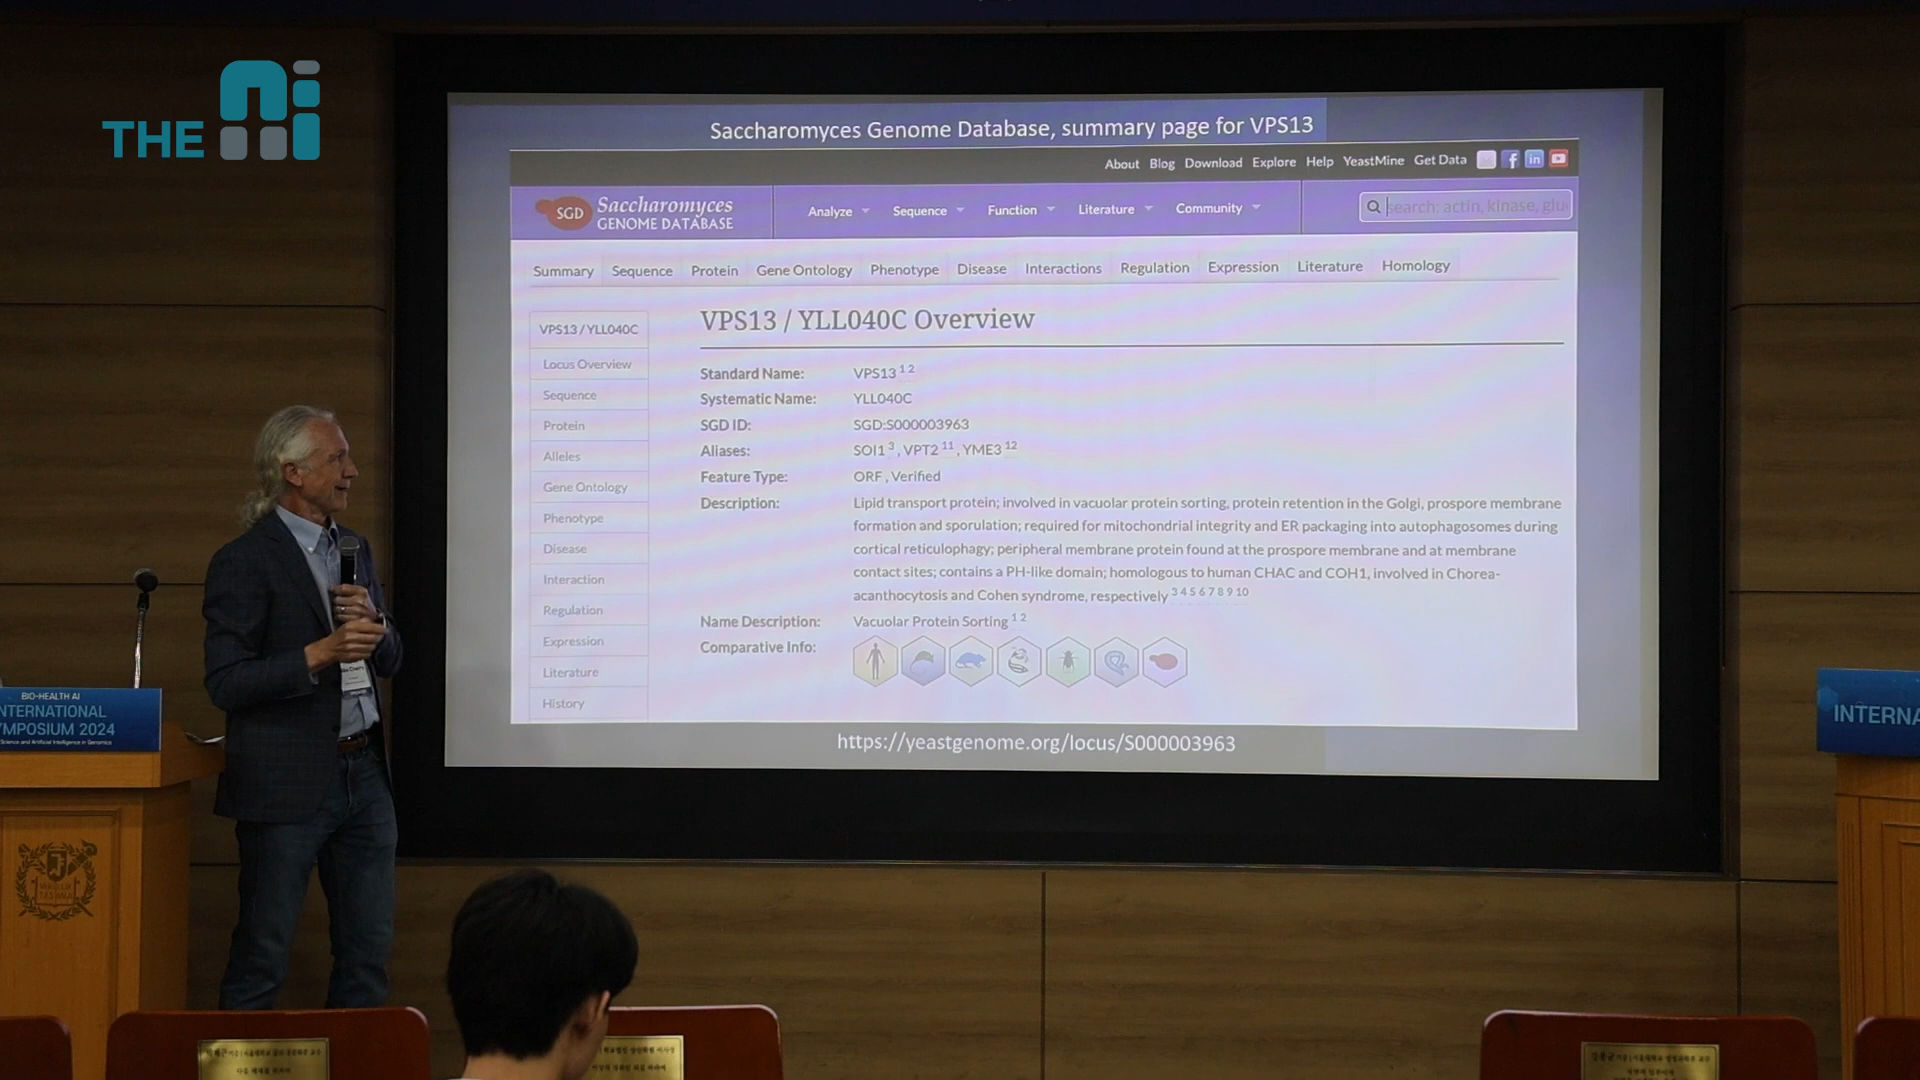 THE Ai
Saccharomyces Genome Database, summary page for VPS13
About Blog Download Explore Help YeastMine Get Data f in
SGD Saccharomyces
GENOME DATABASE
Analyze Sequence Function Literature Community
search: actin, kinase, glu
Summary Sequence Protein Gene Ontology Phenotype Disease Interactions Regulation Expression Literature Homology
VPS13 / YLL040C
Locus Overview
Sequence
Protein
Alleles
Gene Ontology
Phenotype
Disease
Interaction
Regulation
Expression
Literature
History
VPS13 / YLL040C Overview
Standard Name: VPS13 1 2
Systematic Name: YLL040C
SGD ID: SGD:S000003963
Aliases: SOI1 3 , VPT2 11 , YME3 12
Feature Type: ORF , Verified
Description: Lipid transport protein; involved in vacuolar protein sorting, protein retention in the Golgi, prospore membrane
formation and sporulation; required for mitochondrial integrity and ER packaging into autophagosomes during
cortical reticulophagy; peripheral membrane protein found at the prospore membrane and at membrane
contact sites; contains a PH-like domain; homologous to human CHAC and COH1, involved in Chorea-
acanthocytosis and Cohen syndrome, respectively 3 4 5 6 7 8 9 10
Name Description: Vacuolar Protein Sorting 1 2
Comparative Info:
https://yeastgenome.org/locus/S000003963
BIO-HEALTH AI
NTERNATIONAL
YMPOSIUM 2024
Science and Artificial Intelligence in Genomics
INTERNA